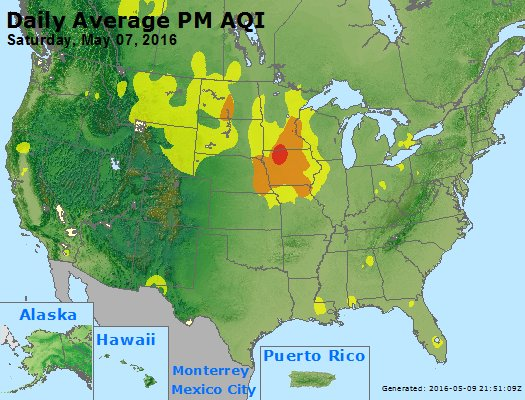 Daily Average PM AQI
Saturday, May 07, 2016
Alaska
Hawaii
Monterrey
Mexico City
Puerto Rico
Generated: 2016-05-09 21:51:09Z